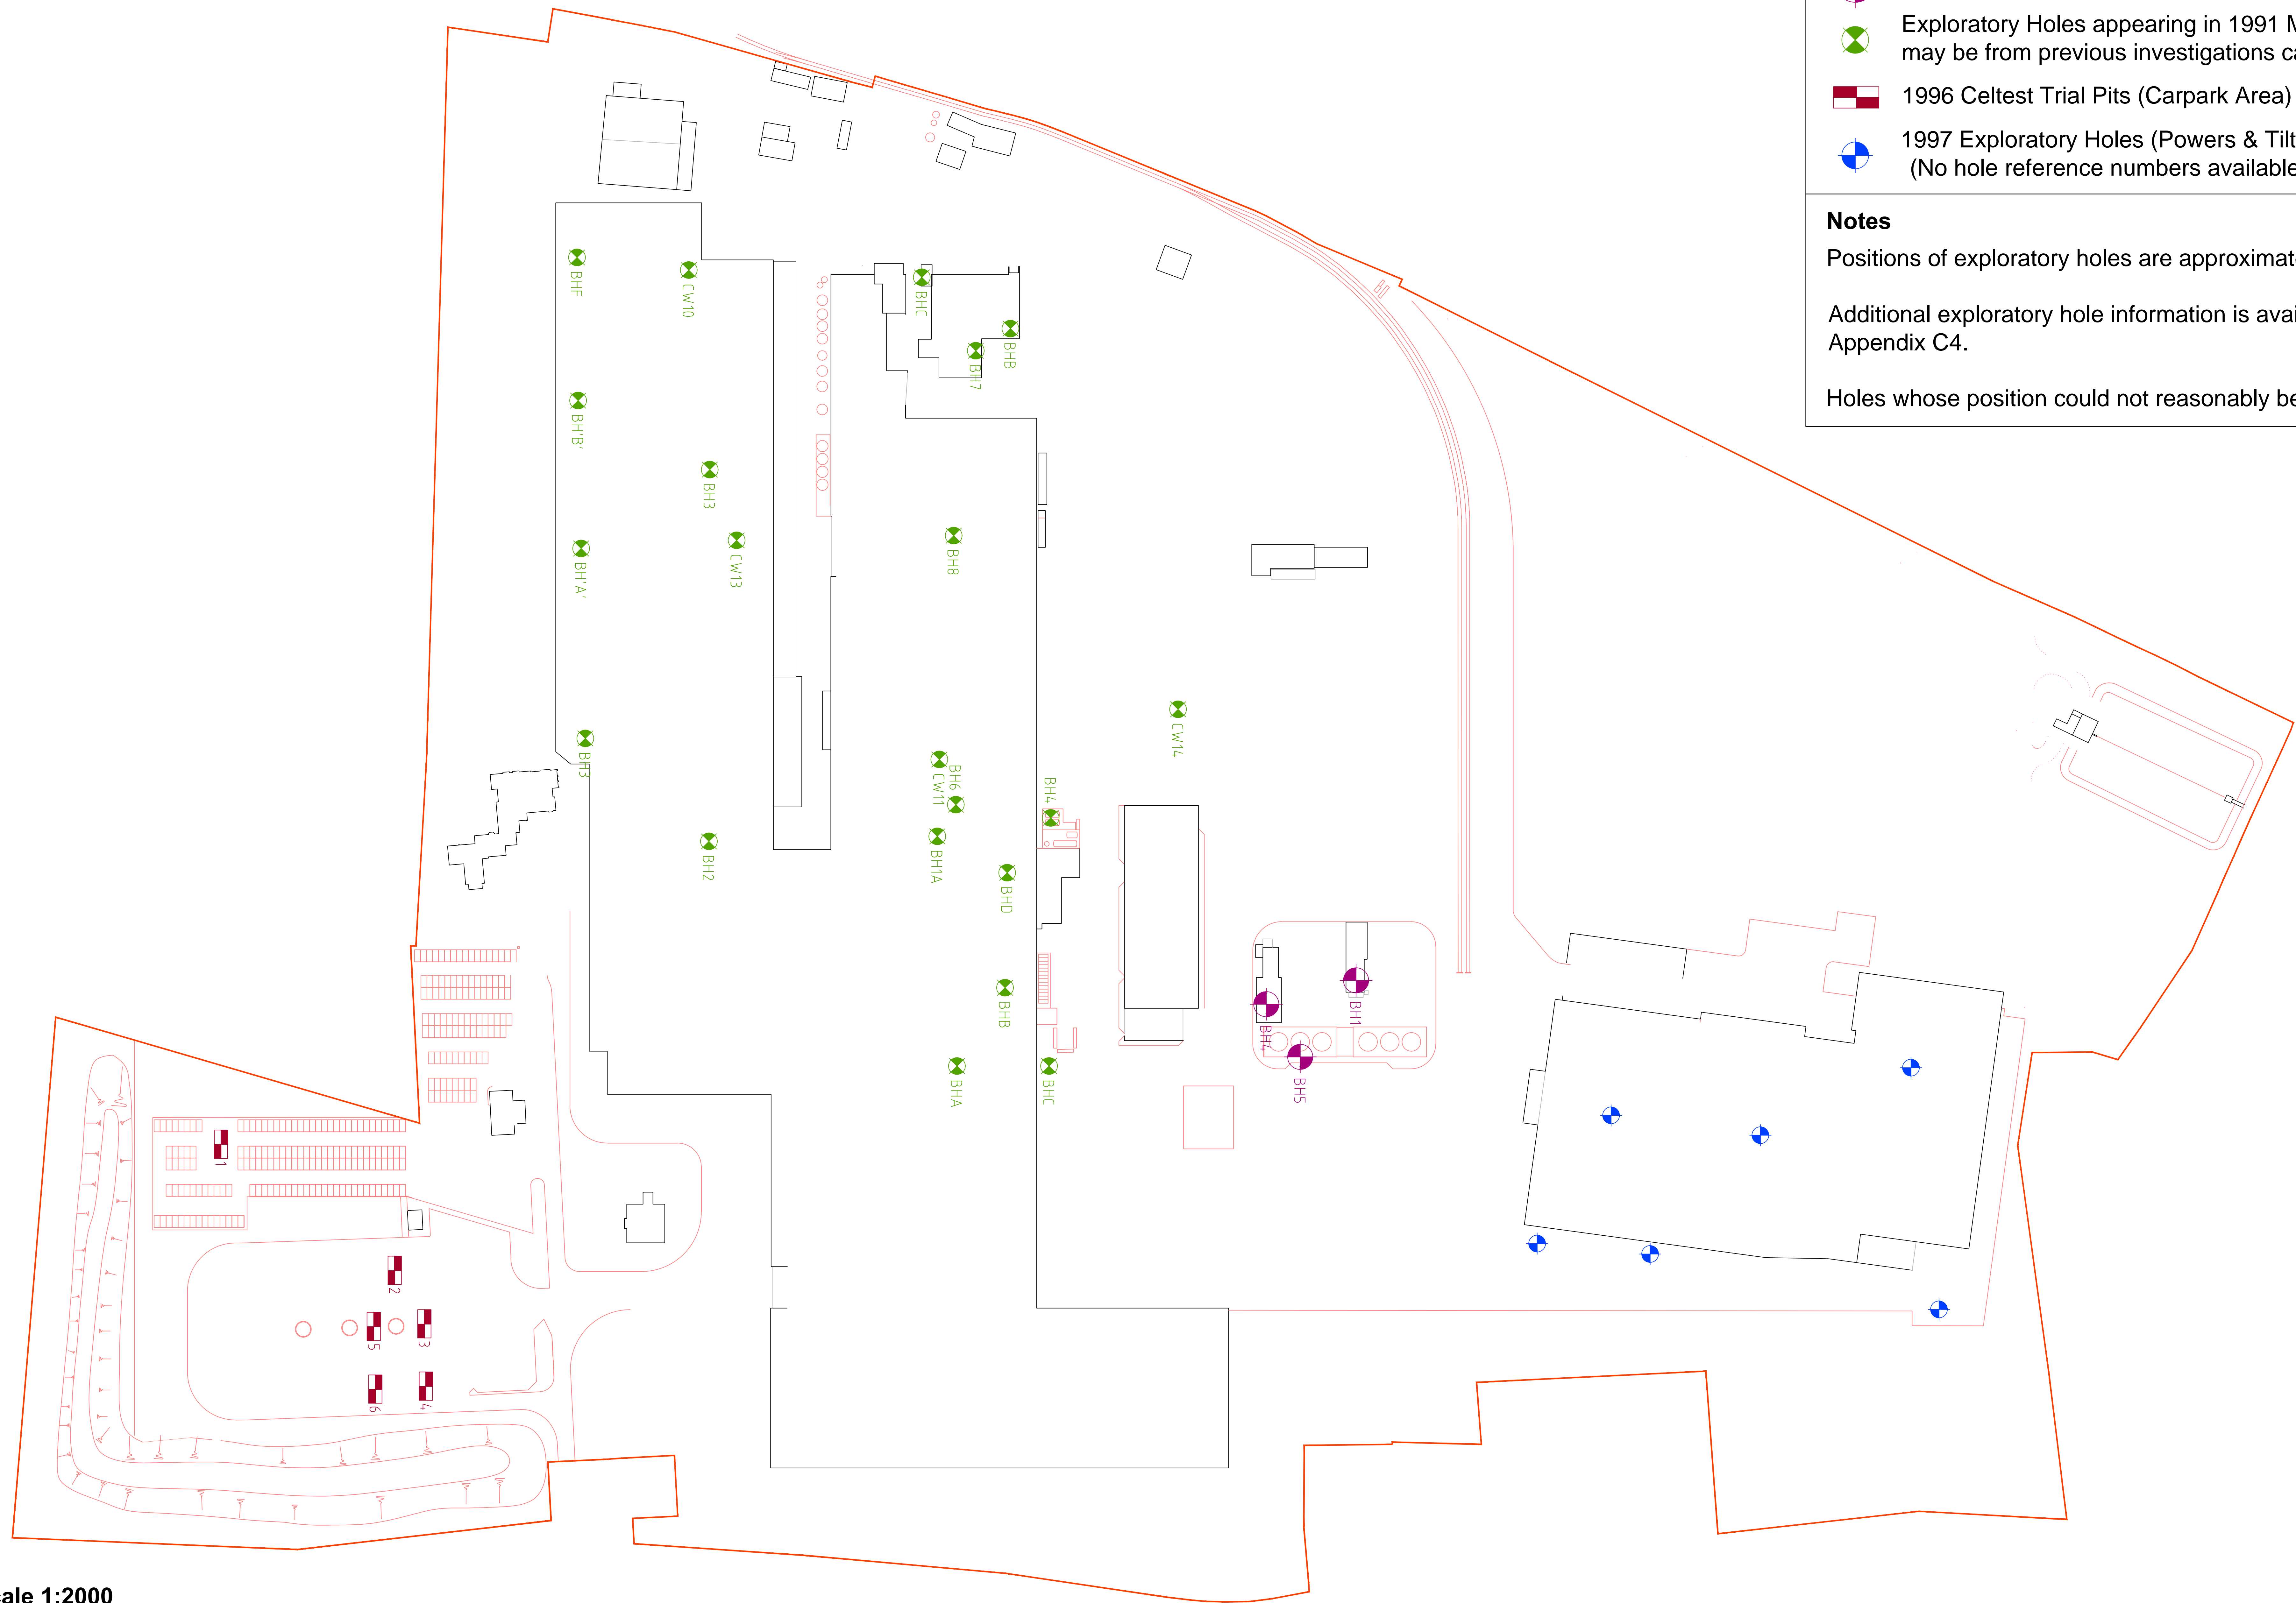 Exploratory Holes appearing in 1991 M
may be from previous investigations ca
1996 Celtest Trial Pits (Carpark Area)
1997 Exploratory Holes (Powers & Tilt
(No hole reference numbers available
Notes
Positions of exploratory holes are approximat
Additional exploratory hole information is avai
Appendix C4.
Holes whose position could not reasonably be
BHF
CW10
BHC
BHB
BH7
BH'B'
BH3
CW13
BH'A'
BH8
BH3
CW14
CW11
BH6
BH4
BH2
BH1A
BHD
BHB
BHA
BHC
BH1
BH4
BH5
1
2
3
5
4
6
cale 1:2000